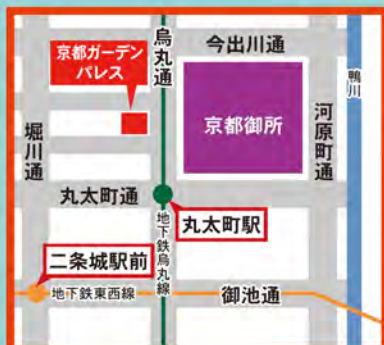 京都ガーデン
パレス
烏丸通
今出川通
鴨川
堀川通
京都御所
河原町通
丸太町通
丸太町駅
地下鉄烏丸線
二条城駅前
地下鉄東西線
御池通